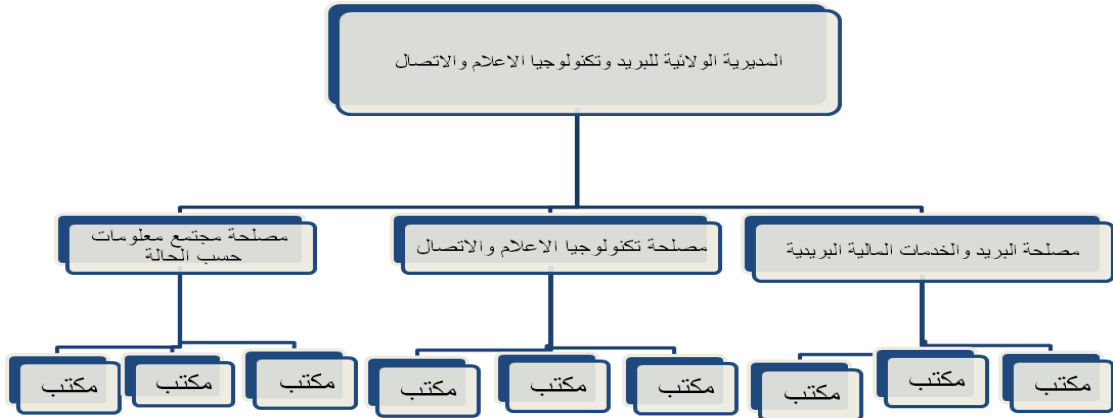 المديرية الولائية للبريد وتكنولوجيا الاعلام والاتصال
مصلحة البريد والخدمات المالية البريدية
مصلحة تكنولوجيا الاعلام والاتصال
مصلحة مجتمع معلومات
حسب الحالة
مكتب
مكتب
مكتب
مكتب
مكتب
مكتب
مكتب
مكتب
مكتب